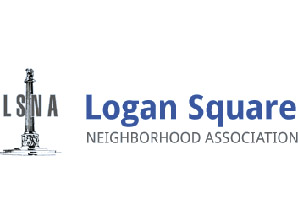 LSNA
Logan Square
NEIGHBORHOOD ASSOCIATION